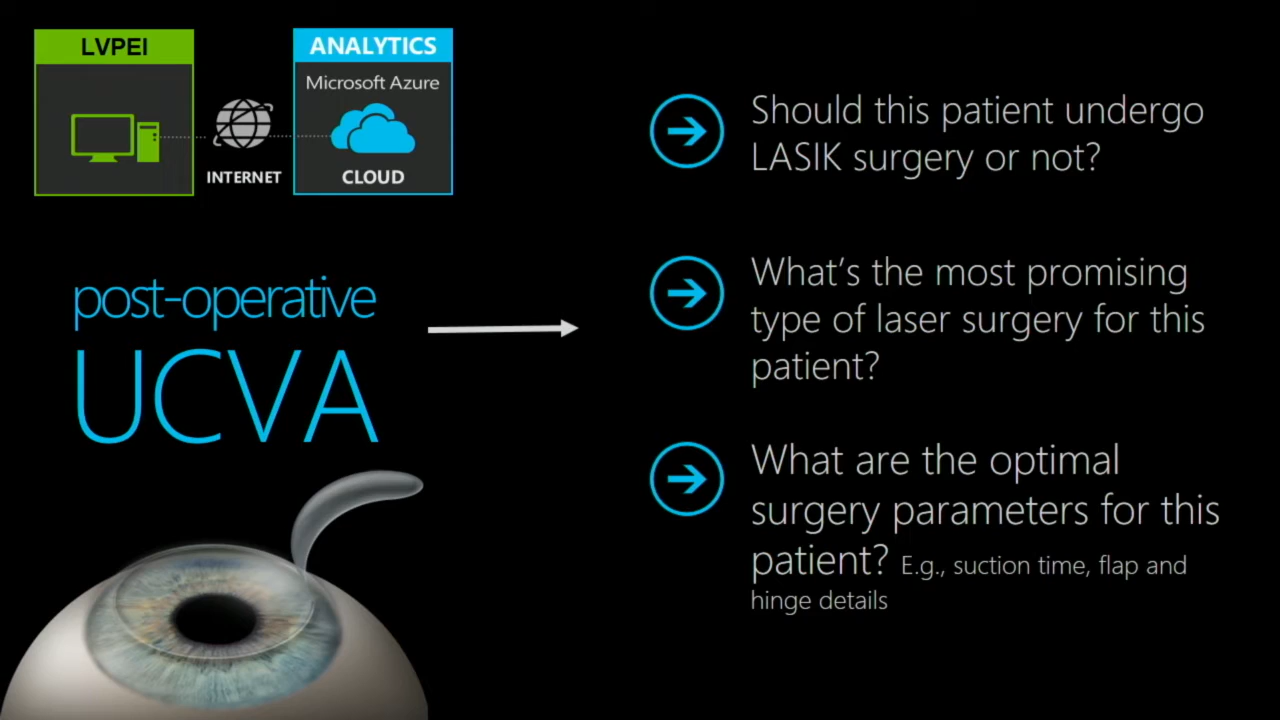 LVPEI
ANALYTICS
Microsoft Azure
INTERNET
CLOUD
post-operative
UCVA
Should this patient undergo
LASIK surgery or not?
What's the most promising
type of laser surgery for this
patient?
What are the optimal
surgery parameters for this
patient? E.g., suction time, flap and
hinge details